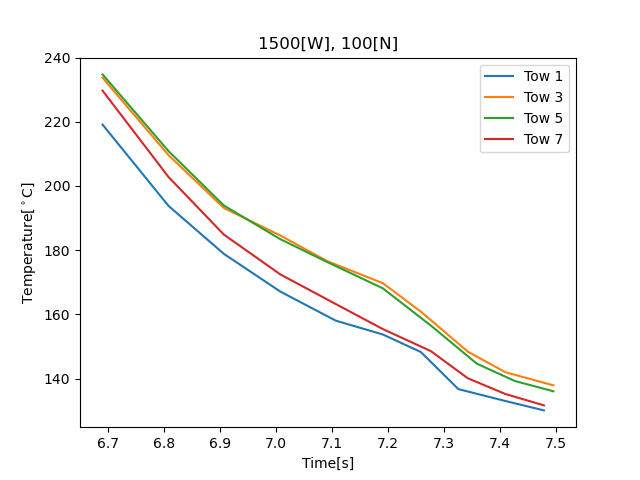 1500[W], 100[N]
Tow 1
Tow 3
Tow 5
Tow 7
Temperature[°C]
240
220
200
180
160
140
6.7 6.8 6.9 7.0 7.1 7.2 7.3 7.4 7.5
Time[s]